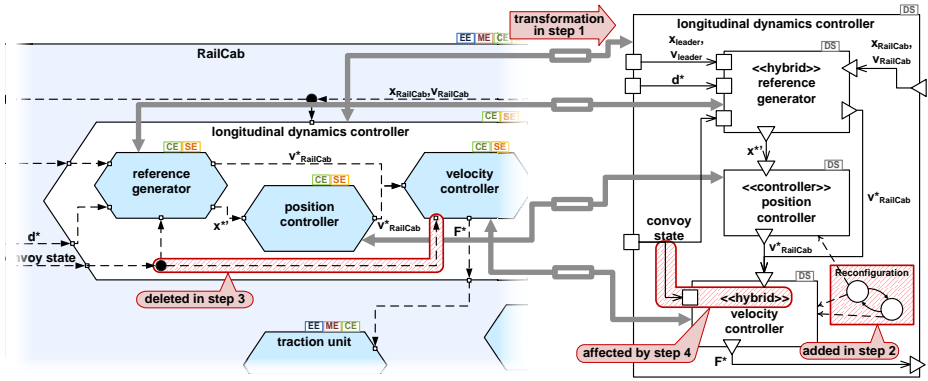 transformation
in step 1
DS
longitudinal dynamics controller
EE ME CE
RailCab
x_leader,
v_leader
DS
x_RailCab,
v_RailCab
<<hybrid>>
reference
generator
d*
x_RailCab,v_RailCab
CE SE
longitudinal dynamics controller
CE SE
v*_RailCab
CE SE
reference
generator
velocity
controller
x*'
DS
CE SE
<<controller>>
position
controller
v*_RailCab
position
controller
x*'
v*_RailCab
F*
convoy
state
d*
nvoy state
v*_RailCab
DS
Reconfiguration
deleted in step 3
<<hybrid>>
velocity
controller
EE ME CE
traction unit
affected by step 4
added in step 2
F*